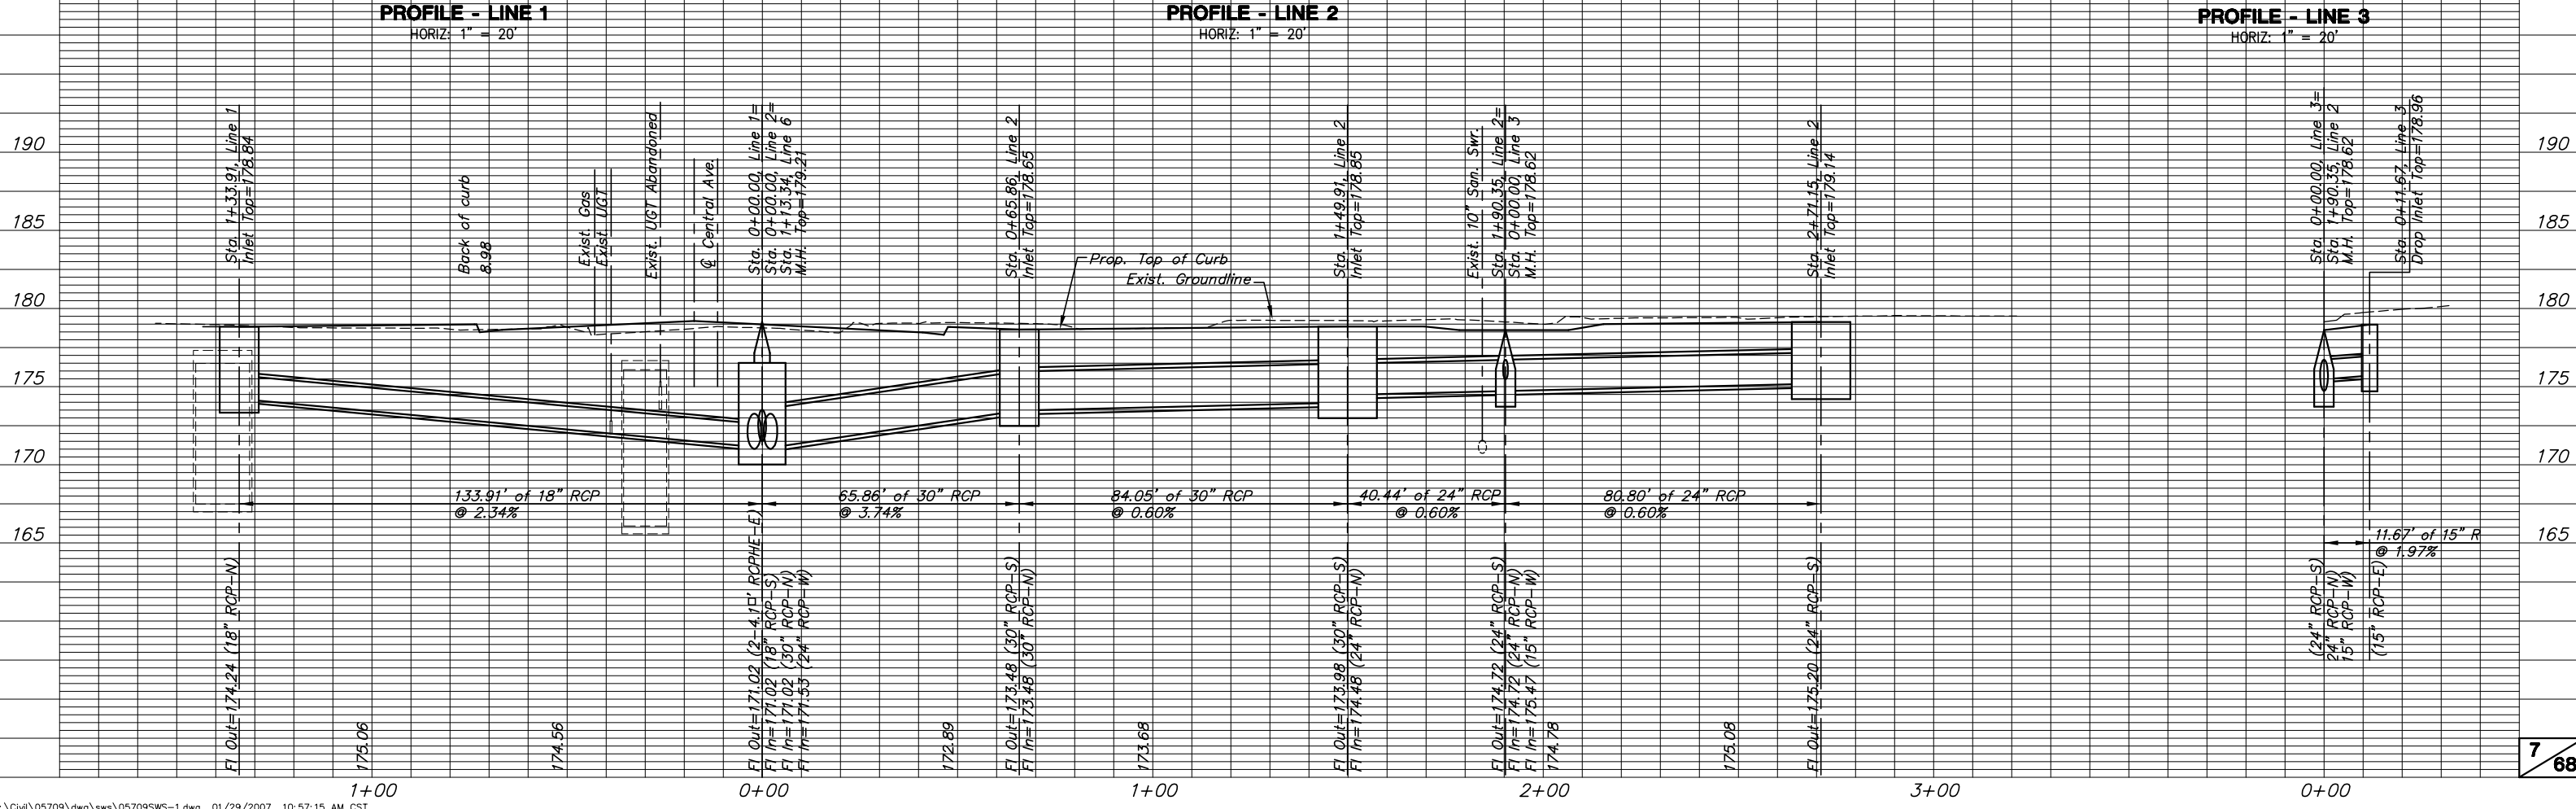 PROFILE - LINE 1
HORIZ: 1" = 20'
PROFILE - LINE 2
HORIZ: 1" = 20'
PROFILE - LINE 3
HORIZ: 1" = 20'
190
185
180
175
170
165
Sta. 1+33.91, Line 1
Inlet Top=178.84
Back of curb
8.98
Exist. Gas
Exist. UGT
Exist. UGT Abandoned
℄ Central Ave.
Sta. 0+00.00, Line 1=
Sta. 0+00.00, Line 2=
Sta. 1+13.34, Line 6
M.H. Top=179.21
Sta. 0+65.86, Line 2
Inlet Top=178.65
Prop. Top of Curb
Exist. Groundline
Sta. 1+49.91, Line 2
Inlet Top=178.85
Exist. 10" San. Swr.
Sta. 1+90.35, Line 2=
Sta. 0+00.00, Line 3
M.H. Top=178.62
Sta. 2+71.15, Line 2
Inlet Top=179.14
Sta. 0+00.00, Line 3=
Sta. 1+90.35, Line 2
M.H. Top=178.62
Sta. 0+11.67, Line 3
Drop Inlet Top=178.96
190
185
180
175
170
165
133.91' of 18" RCP
@ 2.34%
65.86' of 30" RCP
@ 3.74%
84.05' of 30" RCP
@ 0.60%
40.44' of 24" RCP
@ 0.60%
80.80' of 24" RCP
@ 0.60%
11.67' of 15" R
@ 1.97%
Fl Out=174.24 (18" RCP-N)
175.06
174.56
Fl Out=171.02 (2-4.1□' RCPHE-E)
Fl In=171.02 (18" RCP-S)
Fl In=171.02 (30" RCP-N)
Fl In=171.53 (24" RCP-W)
172.89
Fl Out=173.48 (30" RCP-S)
Fl In=173.48 (30" RCP-N)
173.68
Fl Out=173.98 (30" RCP-S)
Fl In=174.48 (24" RCP-N)
Fl Out=174.72 (24" RCP-S)
Fl In=174.72 (24" RCP-N)
Fl In=175.47 (15" RCP-W)
174.78
175.08
Fl Out=175.20 (24" RCP-S)
(24" RCP-S)
24" RCP-N)
15" RCP-W)
(15" RCP-E)
7
68
1+00
0+00
1+00
2+00
3+00
0+00
:\Civil\05709\dwg\sws\05709SWS-1.dwg, 01/29/2007, 10:57:15 AM, CST